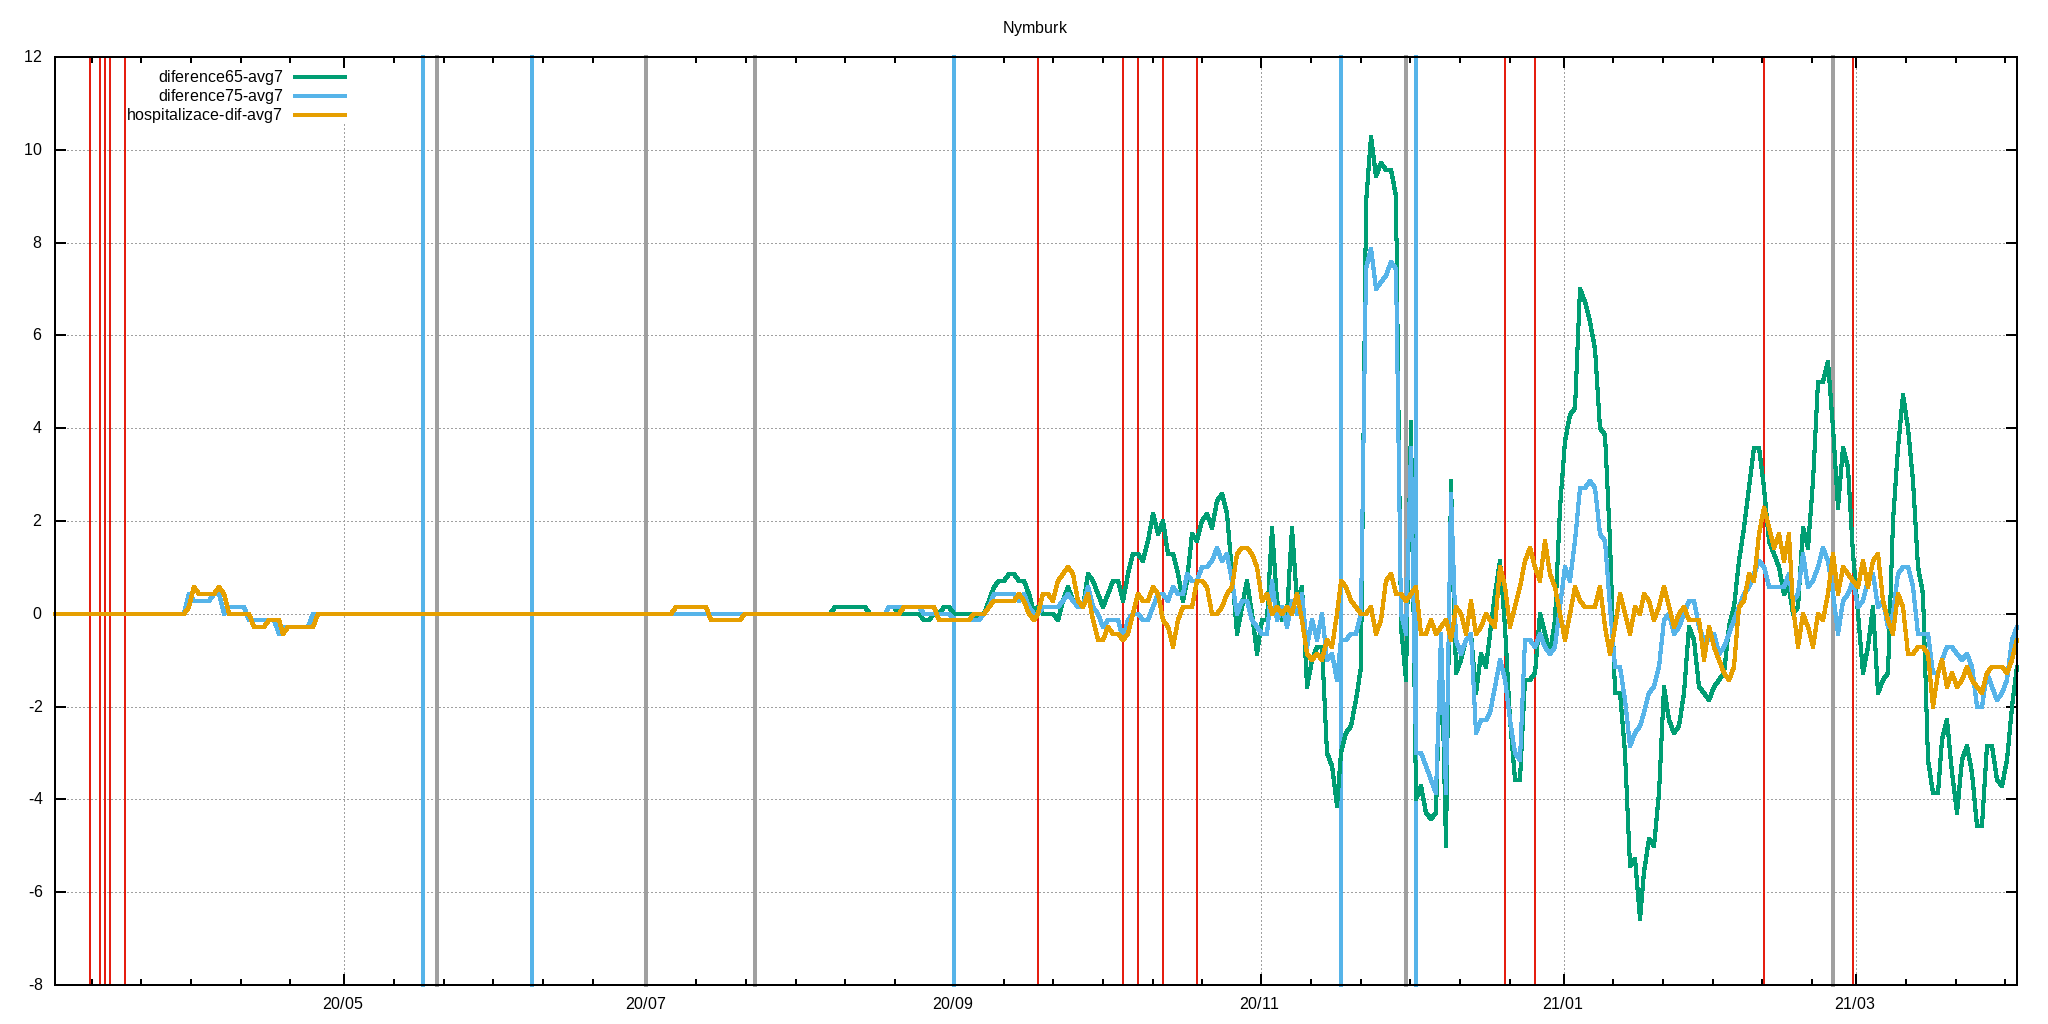 Nymburk
12
diference65-avg7
diference75-avg7
hospitalizace-dif-avg7
10
8
6
4
2
0
-2
-4
-6
-8
20/05 20/07 20/09 20/11 21/01 21/03